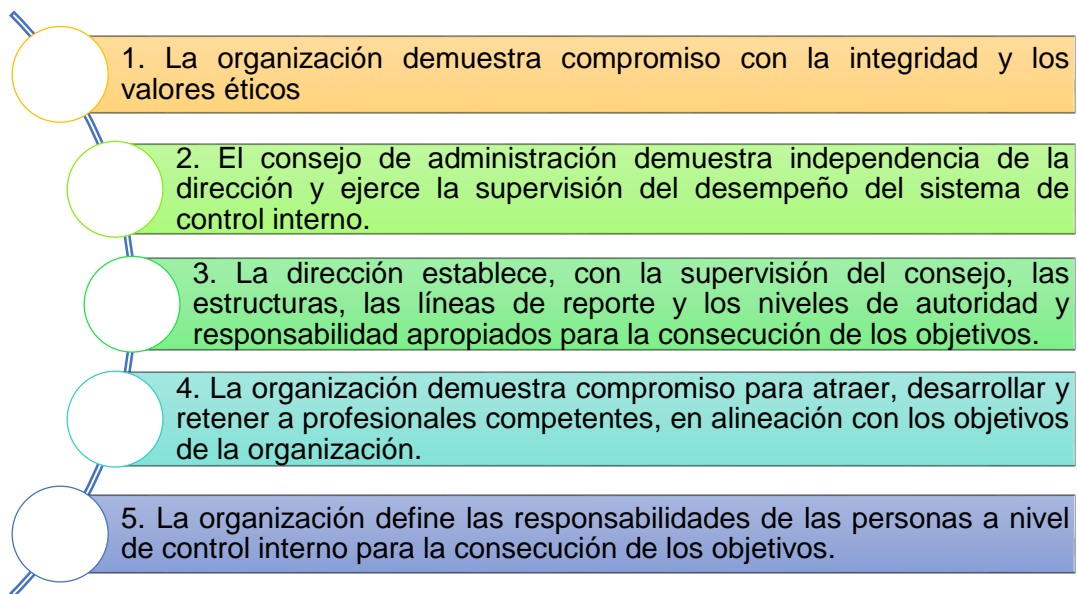 1. La organización demuestra compromiso con la integridad y los
valores éticos
2. El consejo de administración demuestra independencia de la
dirección y ejerce la supervisión del desempeño del sistema de
control interno.
3. La dirección establece, con la supervisión del consejo, las
estructuras, las líneas de reporte y los niveles de autoridad y
responsabilidad apropiados para la consecución de los objetivos.
4. La organización demuestra compromiso para atraer, desarrollar y
retener a profesionales competentes, en alineación con los objetivos
de la organización.
5. La organización define las responsabilidades de las personas a nivel
de control interno para la consecución de los objetivos.